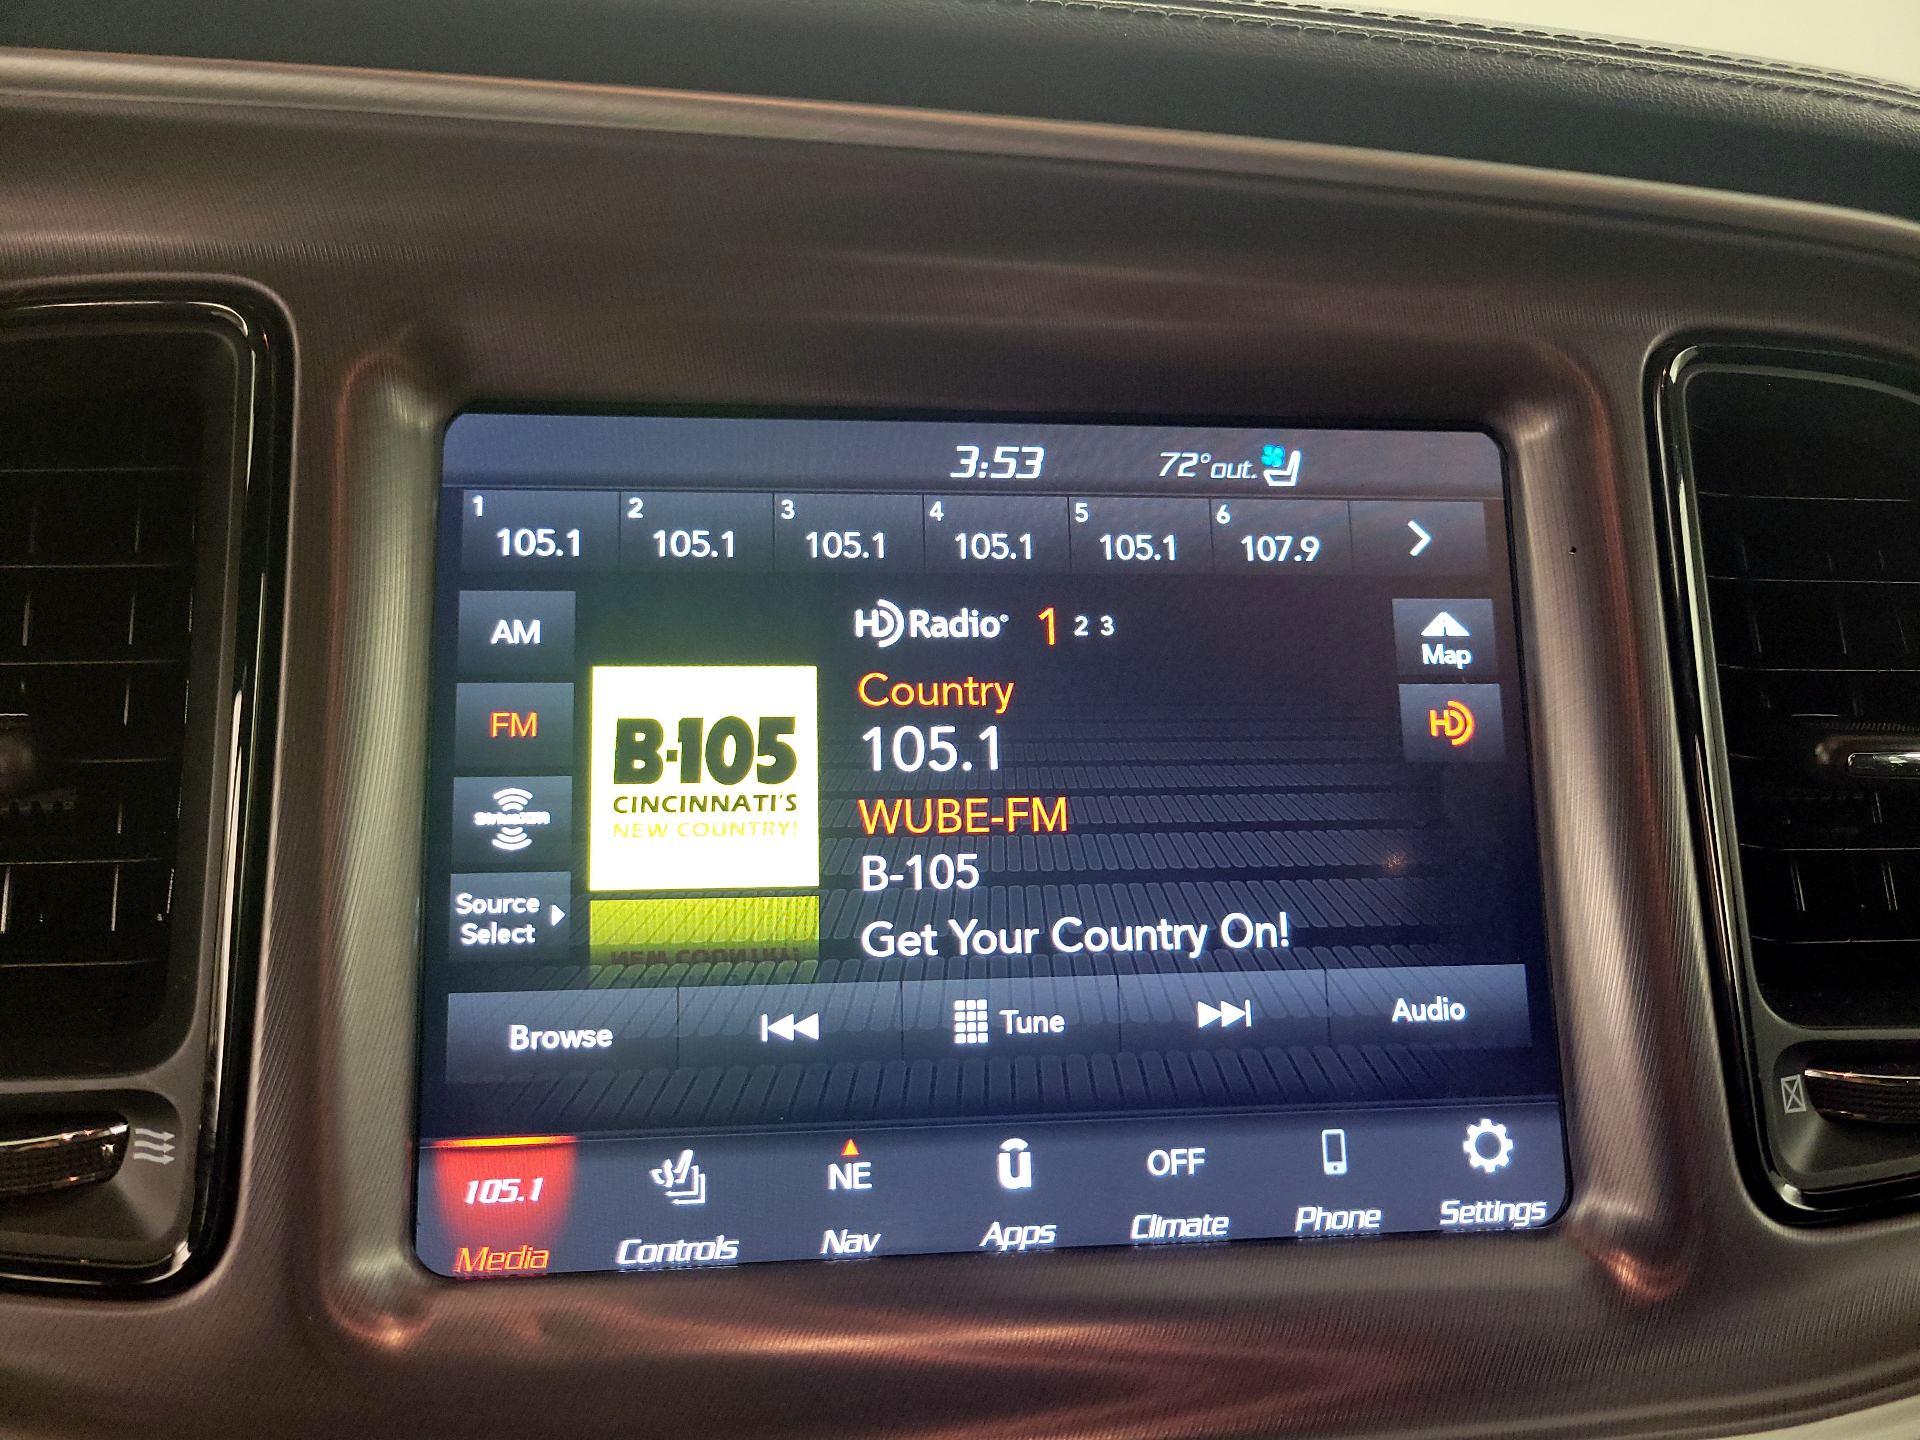 3:53 72°out.
1 2 3 4 5 6
105.1 105.1 105.1 105.1 105.1 107.9
AM
FM
SiriusXM
Source
Select
B-105
CINCINNATI'S
NEW COUNTRY!
HD Radio 1 2 3
Country
105.1
WUBE-FM
B-105
Get Your Country On!
Map
HD
Browse Tune Audio
105.1 NE OFF
Media Controls Nav Apps Climate Phone Settings